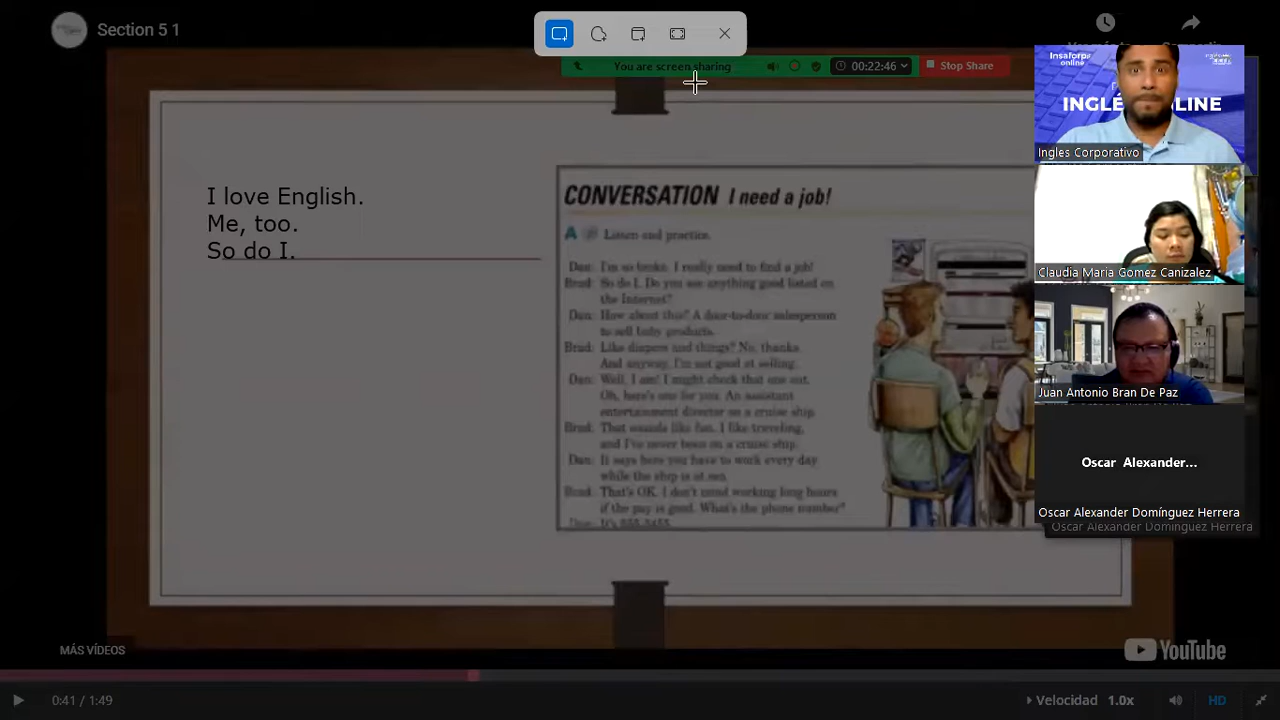 Section 5 1
You are screen sharing
00:22:46
Stop Share
Insaforp
online
INGLÉ
LINE
Ingles Corporativo
I love English.
Me, too.
So do I.
CONVERSATION I need a job!
A Listen and practice.
Dan: I'm so broke. I really need to find a job!
Brad: So do I. Do you see anything good listed on
the Internet?
Dan: How about this? A door-to-door salesperson
to sell baby products.
Brad: Like diapers and things? No, thanks.
And anyway, I'm not good at selling.
Dan: Well, I am! I might check that one out.
Oh, here's one for you. An assistant
entertainment director on a cruise ship.
Brad: That sounds like fun. I like traveling,
and I've never been on a cruise ship.
Dan: It says here you have to work every day
while the ship is at sea.
Brad: That's OK. I don't mind working long hours
if the pay is good. What's the phone number?
Dan: It's 555-3455.
Claudia Maria Gomez Canizalez
Juan Antonio Bran De Paz
Oscar Alexander...
Oscar Alexander Domínguez Herrera
Oscar Alexander Domínguez Herrera
MÁS VÍDEOS
YouTube
0:41 / 1:49
Velocidad 1.0x
HD